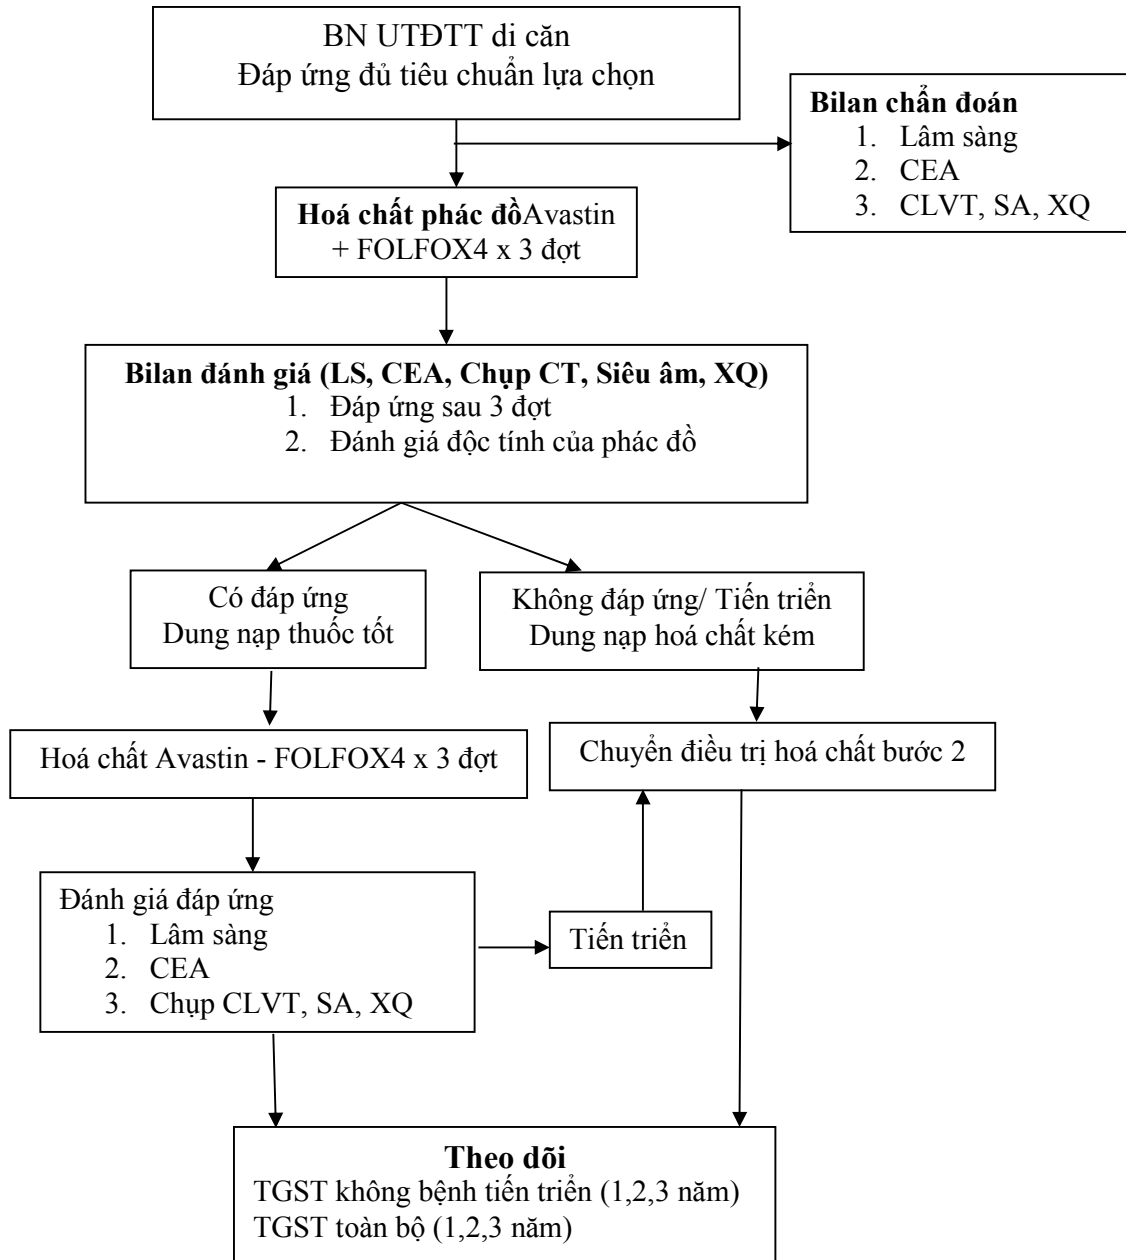 BN UTĐTT di căn
Đáp ứng đủ tiêu chuẩn lựa chọn
Bilan chẩn đoán
1. Lâm sàng
2. CEA
3. CLVT, SA, XQ
Hoá chất phác đồAvastin
+ FOLFOX4 x 3 đợt
Bilan đánh giá (LS, CEA, Chụp CT, Siêu âm, XQ)
1. Đáp ứng sau 3 đợt
2. Đánh giá độc tính của phác đồ
Có đáp ứng
Dung nạp thuốc tốt
Không đáp ứng/ Tiến triển
Dung nạp hoá chất kém
Hoá chất Avastin - FOLFOX4 x 3 đợt
Chuyển điều trị hoá chất bước 2
Đánh giá đáp ứng
1. Lâm sàng
2. CEA
3. Chụp CLVT, SA, XQ
Tiến triển
Theo dõi
TGST không bệnh tiến triển (1,2,3 năm)
TGST toàn bộ (1,2,3 năm)